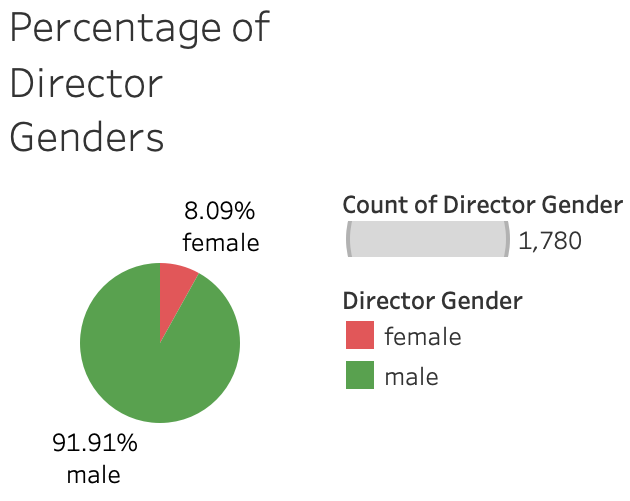 Percentage of
Director
Genders
8.09%
female
91.91%
male
Count of Director Gender
1,780
Director Gender
female
male